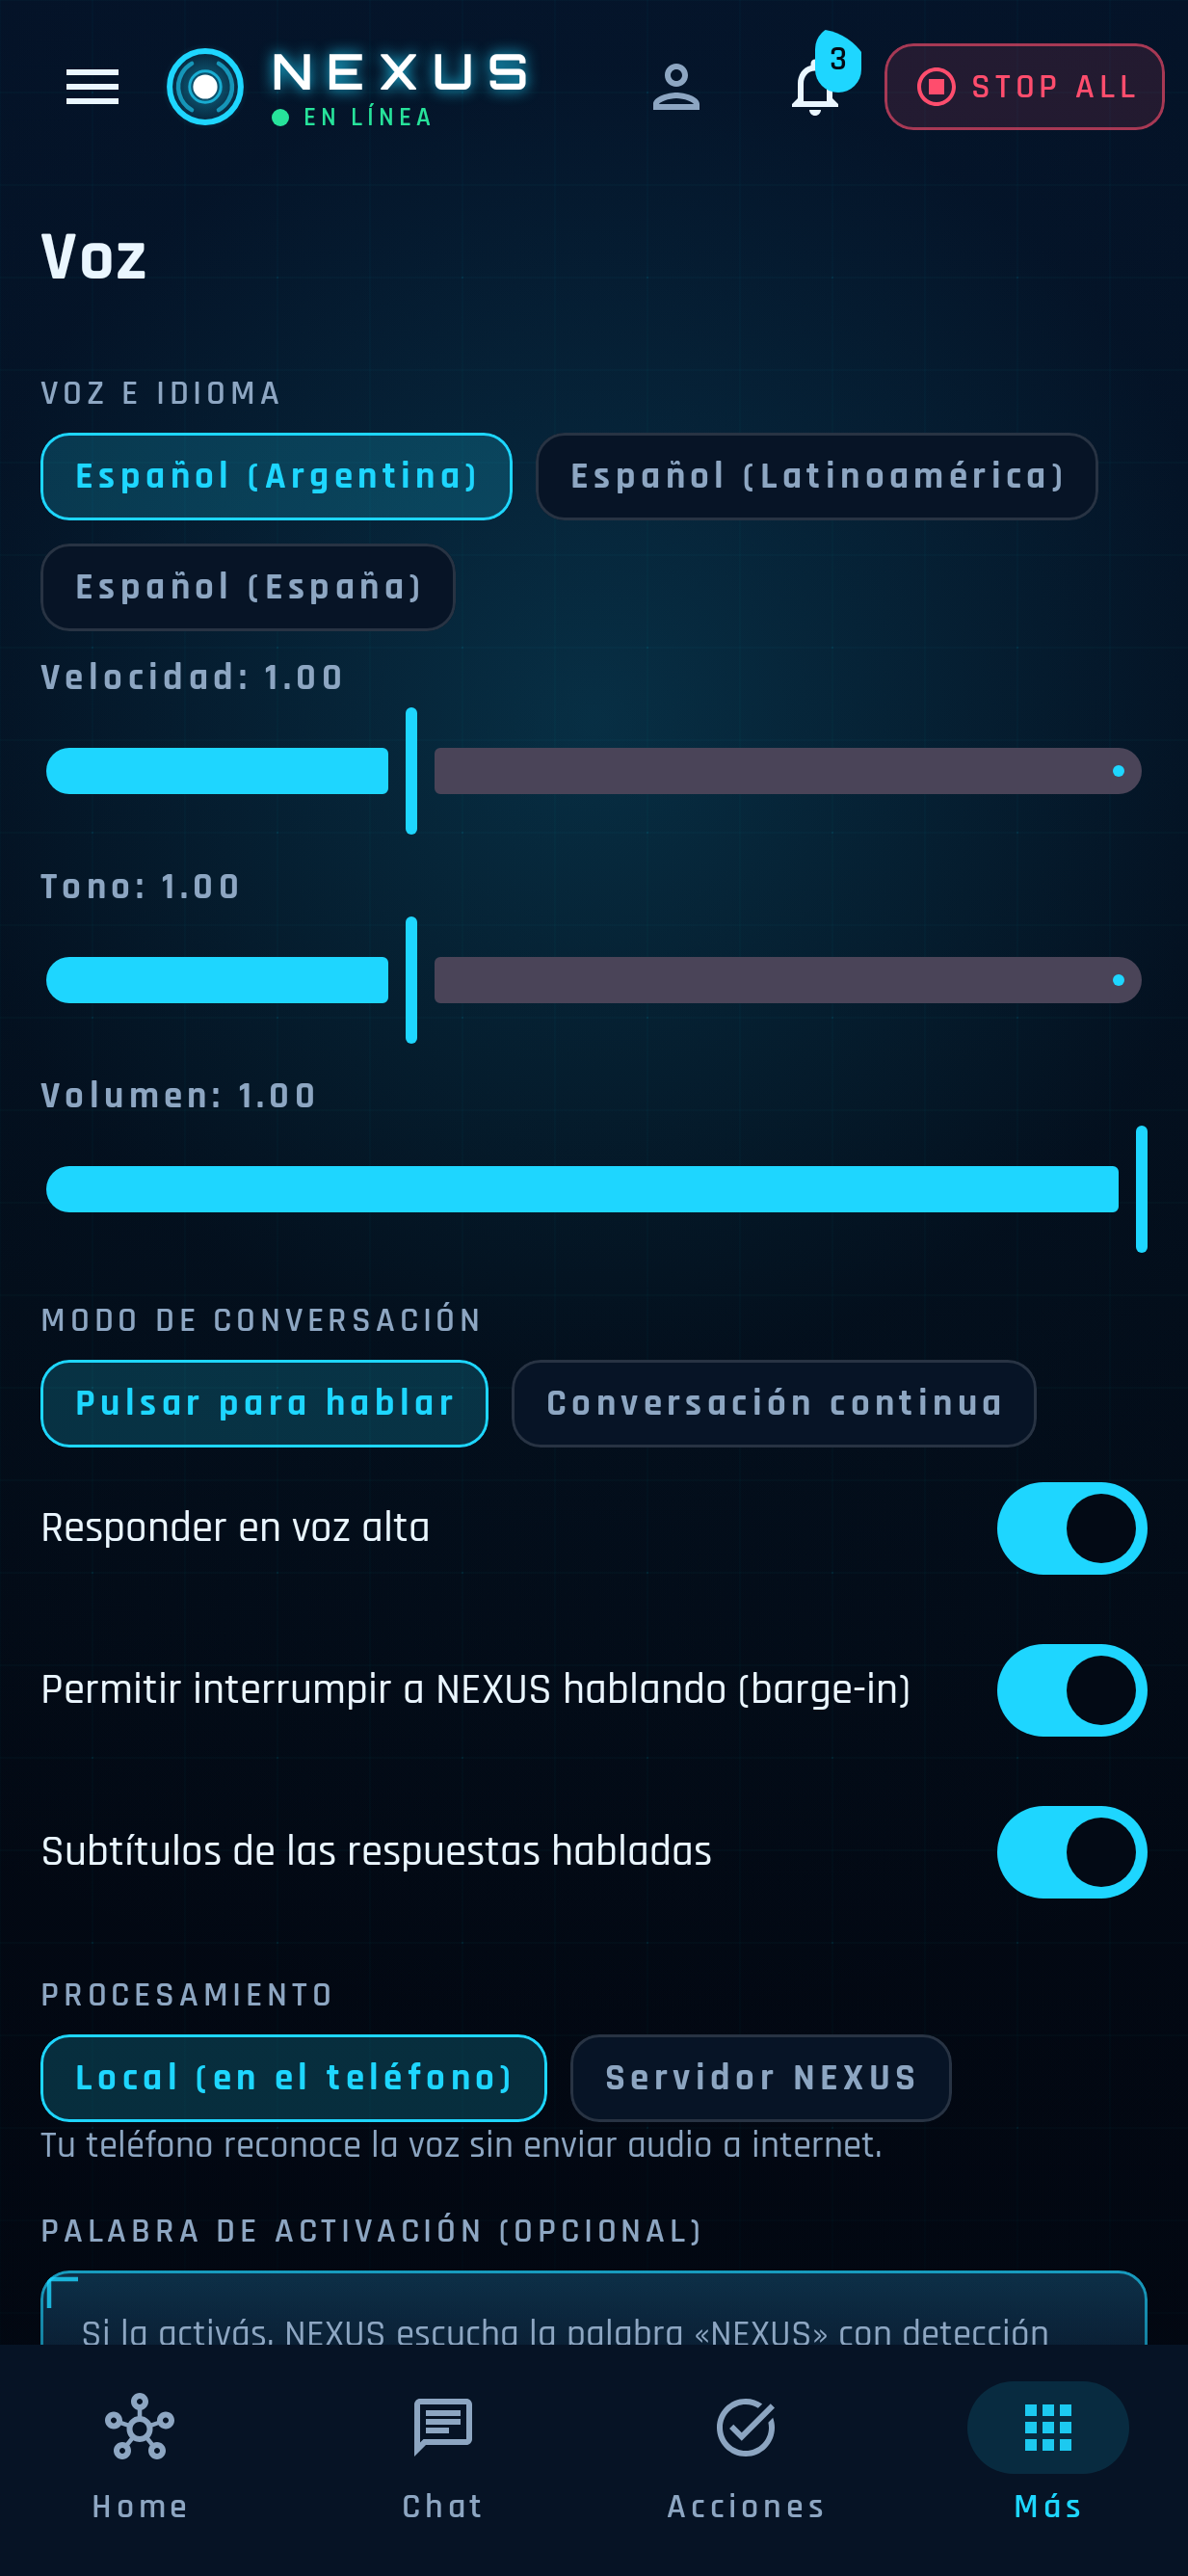 NEXUS
EN LÍNEA
3
STOP ALL
Voz
VOZ E IDIOMA
Español (Argentina)
Español (Latinoamérica)
Español (España)
Velocidad: 1.00
Tono: 1.00
Volumen: 1.00
MODO DE CONVERSACIÓN
Pulsar para hablar
Conversación continua
Responder en voz alta
Permitir interrumpir a NEXUS hablando (barge-in)
Subtítulos de las respuestas habladas
PROCESAMIENTO
Local (en el teléfono)
Servidor NEXUS
Tu teléfono reconoce la voz sin enviar audio a internet.
PALABRA DE ACTIVACIÓN (OPCIONAL)
Si la activás, NEXUS escucha la palabra «NEXUS» con detección
Home
Chat
Acciones
Más